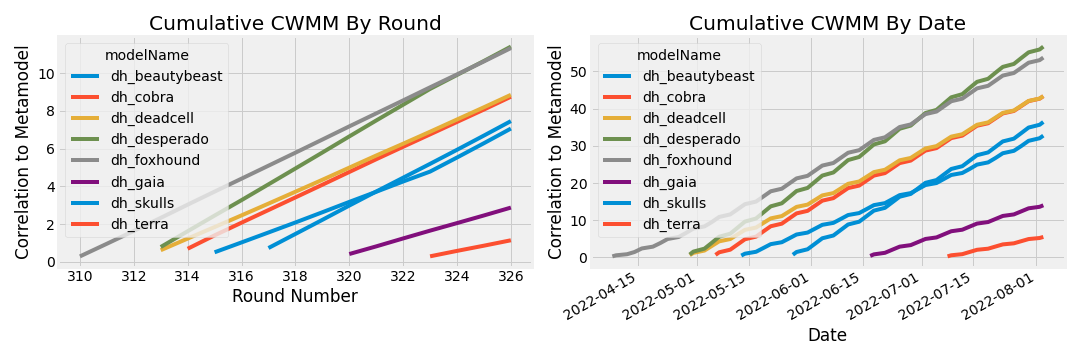 Cumulative CWMM By Round
Correlation to Metamodel
10
8
6
4
2
0
modelName
dh_beautybeast
dh_cobra
dh_deadcell
dh_desperado
dh_foxhound
dh_gaia
dh_skulls
dh_terra
310 312 314 316 318 320 322 324 326
Round Number
Cumulative CWMM By Date
Correlation to Metamodel
50
40
30
20
10
0
modelName
dh_beautybeast
dh_cobra
dh_deadcell
dh_desperado
dh_foxhound
dh_gaia
dh_skulls
dh_terra
2022-04-15 2022-05-01 2022-05-15 2022-06-01 2022-06-15 2022-07-01 2022-07-15 2022-08-01
Date